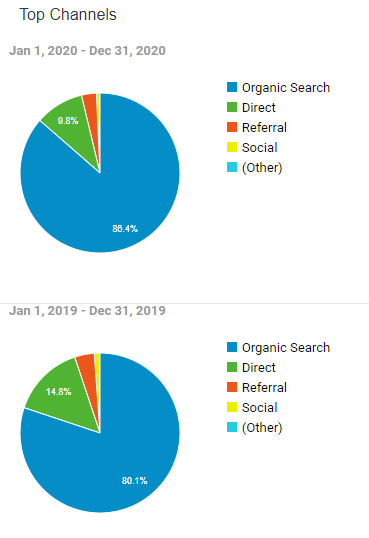 Top Channels
Jan 1, 2020 - Dec 31, 2020
Organic Search
Direct
Referral
Social
(Other)
9.8%
86.4%
Jan 1, 2019 - Dec 31, 2019
Organic Search
Direct
Referral
Social
(Other)
14.8%
80.1%